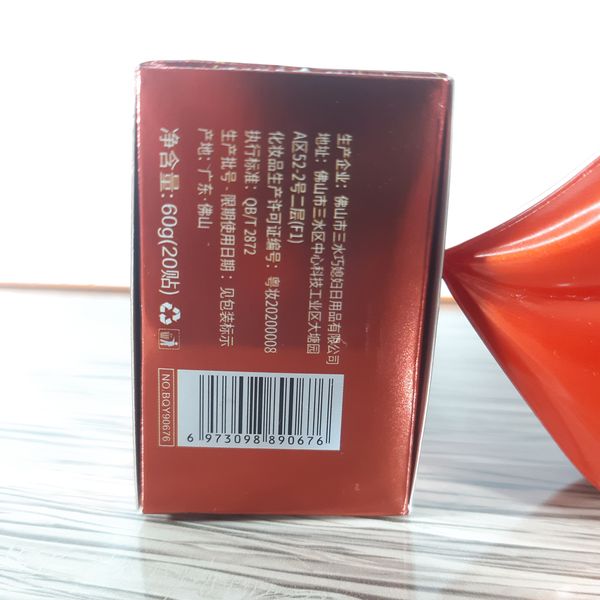 生产企业：佛山市三水巧媳妇日用品有限公司
地址：佛山市三水区中心科技工业区大塘园
A区52-2号二层(F1)
化妆品生产许可证编号：粤妆20200008
执行标准：QB/T 2872
生产批号·限期使用日期：见包装标示
产地：广东·佛山
净含量：60g(20贴)
NO.BQY90676
6 973098 890676